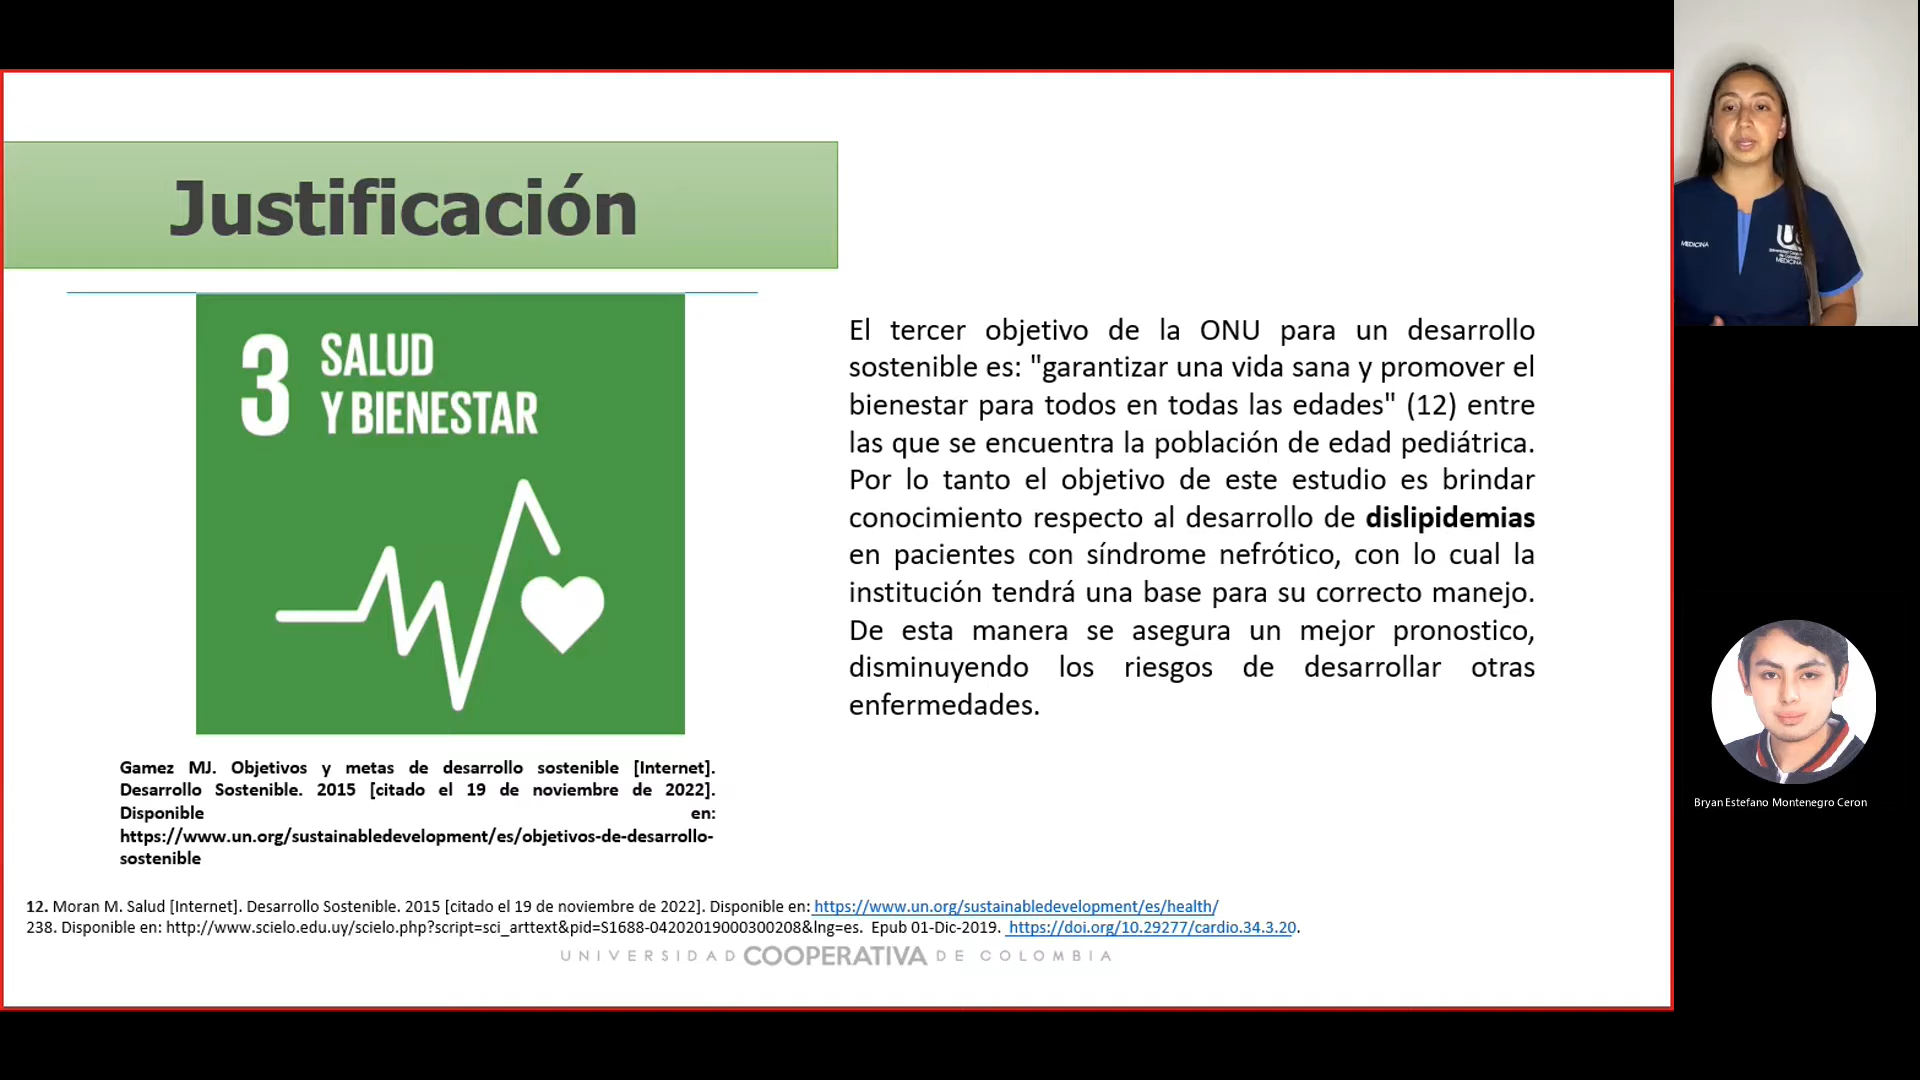 Justificación
3 SALUD
Y BIENESTAR
El tercer objetivo de la ONU para un desarrollo
sostenible es: "garantizar una vida sana y promover el
bienestar para todos en todas las edades" (12) entre
las que se encuentra la población de edad pediátrica.
Por lo tanto el objetivo de este estudio es brindar
conocimiento respecto al desarrollo de dislipidemias
en pacientes con síndrome nefrótico, con lo cual la
institución tendrá una base para su correcto manejo.
De esta manera se asegura un mejor pronostico,
disminuyendo los riesgos de desarrollar otras
enfermedades.
Gamez MJ. Objetivos y metas de desarrollo sostenible [Internet].
Desarrollo Sostenible. 2015 [citado el 19 de noviembre de 2022].
Disponible en:
https://www.un.org/sustainabledevelopment/es/objetivos-de-desarrollo-
sostenible
12. Moran M. Salud [Internet]. Desarrollo Sostenible. 2015 [citado el 19 de noviembre de 2022]. Disponible en: https://www.un.org/sustainabledevelopment/es/health/
238. Disponible en: http://www.scielo.edu.uy/scielo.php?script=sci_arttext&pid=S1688-04202019000300208&lng=es. Epub 01-Dic-2019. https://doi.org/10.29277/cardio.34.3.20.
UNIVERSIDAD COOPERATIVA DE COLOMBIA
MEDICINA
MEDICINA
Bryan Estefano Montenegro Ceron